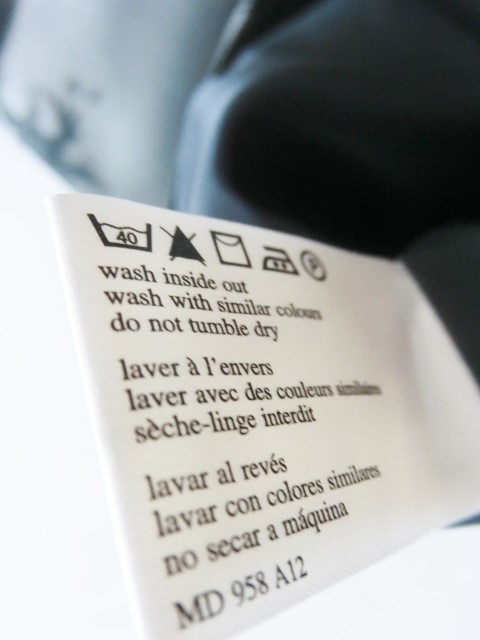 40 P
wash inside out
wash with similar colours
do not tumble dry
laver à l'envers
laver avec des couleurs similaires
sèche-linge interdit
lavar al revés
lavar con colores similares
no secar a máquina
MD 958 A12